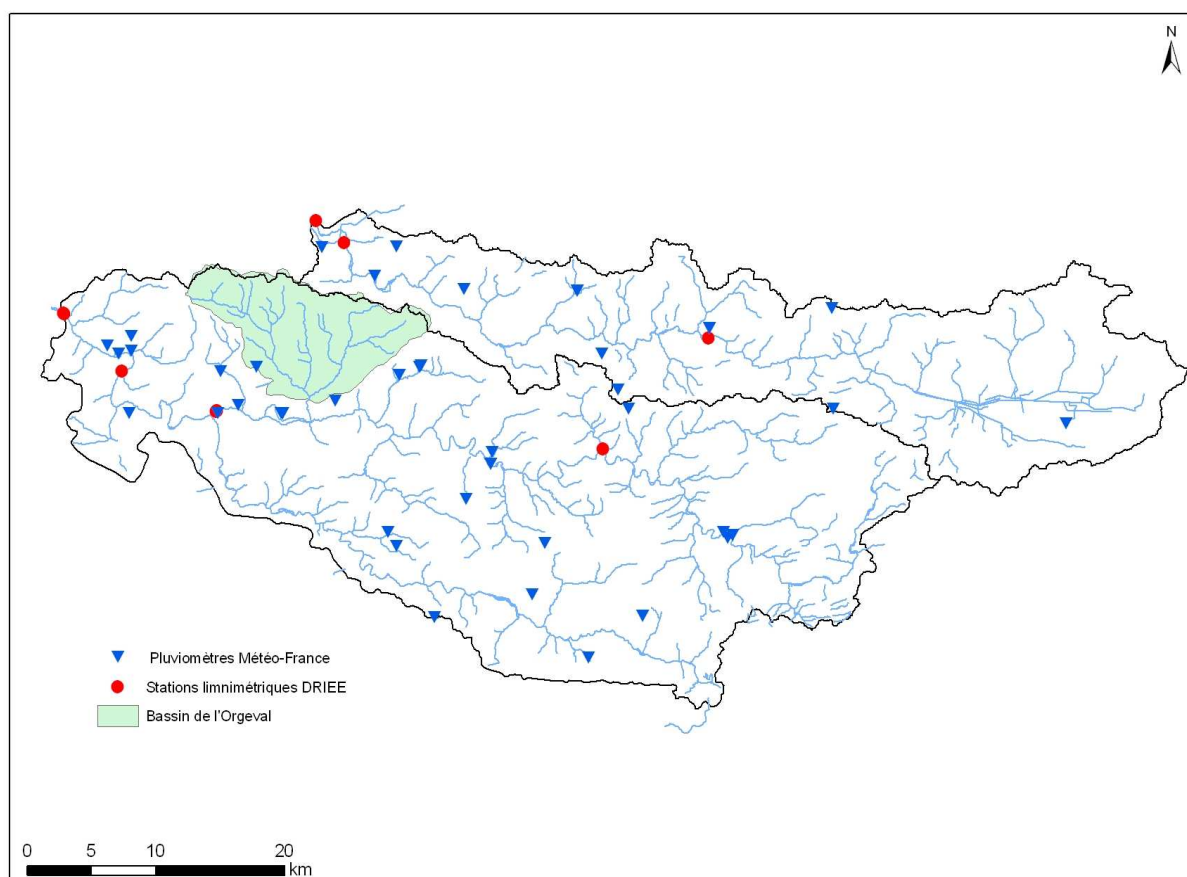 N
Pluviomètres Météo-France
Stations limnimétriques DRIEE
Bassin de l'Orgeval
0 5 10 20
km